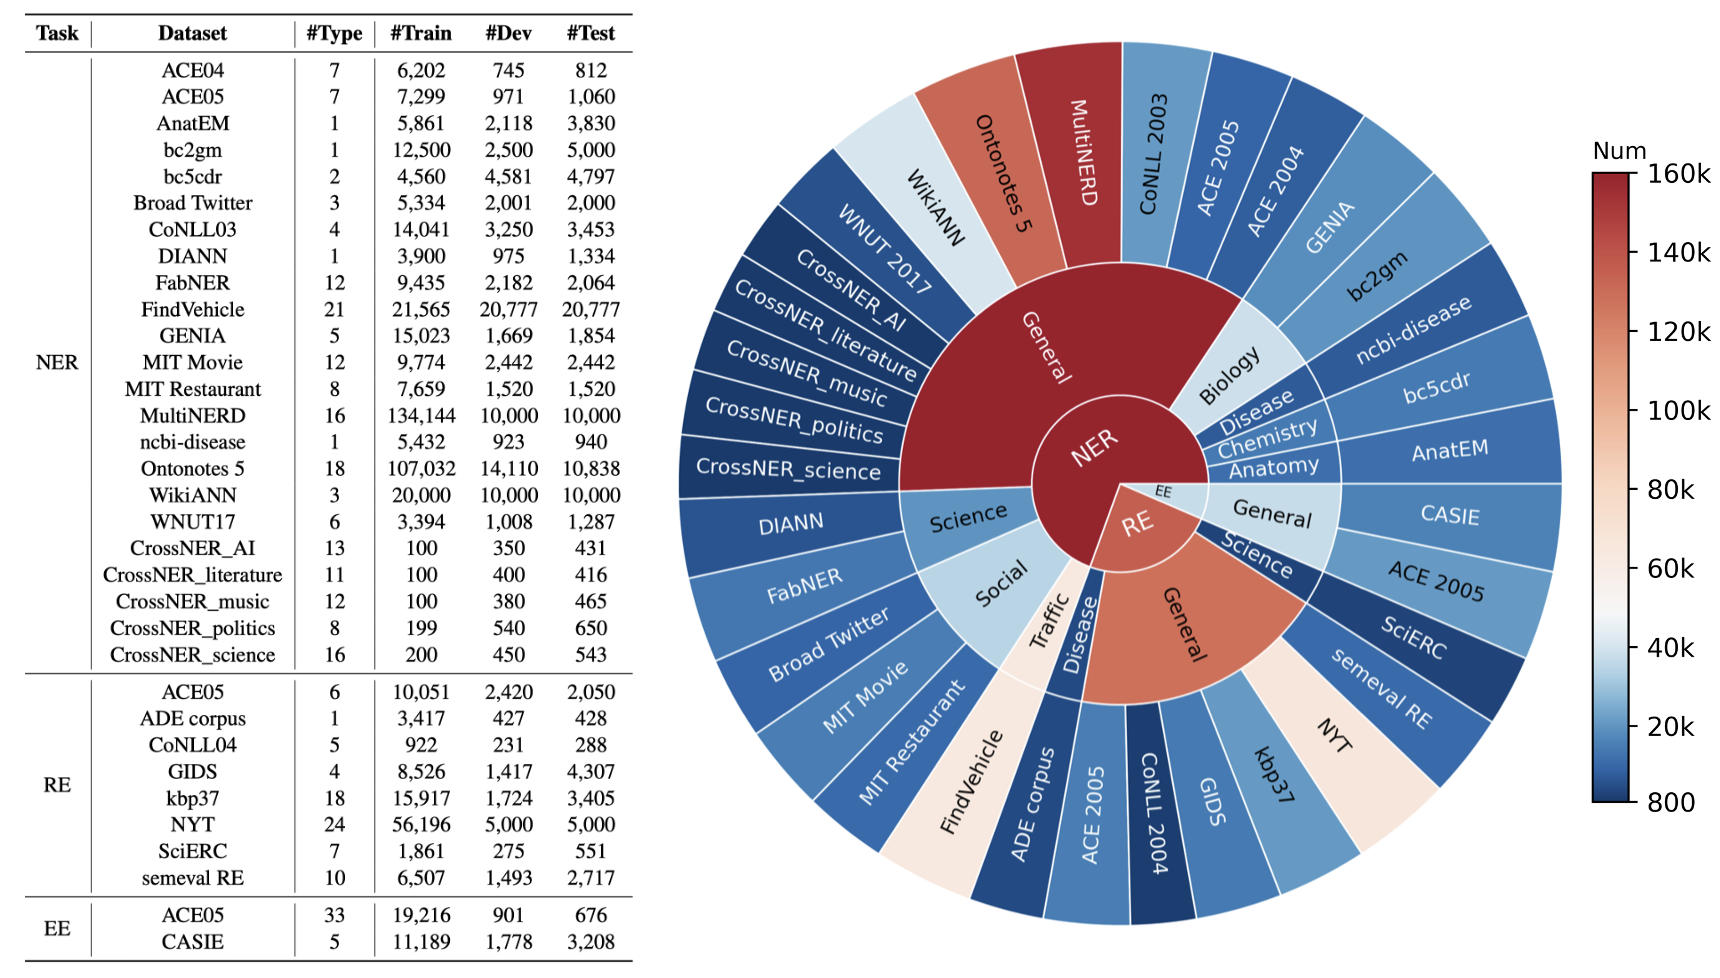 Task Dataset #Type #Train #Dev #Test
ACE04 7 6,202 745 812
ACE05 7 7,299 971 1,060
AnatEM 1 5,861 2,118 3,830
bc2gm 1 12,500 2,500 5,000
bc5cdr 2 4,560 4,581 4,797
Broad Twitter 3 5,334 2,001 2,000
CoNLL03 4 14,041 3,250 3,453
DIANN 1 3,900 975 1,334
FabNER 12 9,435 2,182 2,064
FindVehicle 21 21,565 20,777 20,777
GENIA 5 15,023 1,669 1,854
NER MIT Movie 12 9,774 2,442 2,442
MIT Restaurant 8 7,659 1,520 1,520
MultiNERD 16 134,144 10,000 10,000
ncbi-disease 1 5,432 923 940
Ontonotes 5 18 107,032 14,110 10,838
WikiANN 3 20,000 10,000 10,000
WNUT17 6 3,394 1,008 1,287
CrossNER_AI 13 100 350 431
CrossNER_literature 11 100 400 416
CrossNER_music 12 100 380 465
CrossNER_politics 8 199 540 650
CrossNER_science 16 200 450 543
ACE05 6 10,051 2,420 2,050
ADE corpus 1 3,417 427 428
CoNLL04 5 922 231 288
GIDS 4 8,526 1,417 4,307
RE kbp37 18 15,917 1,724 3,405
NYT 24 56,196 5,000 5,000
SciERC 7 1,861 275 551
semeval RE 10 6,507 1,493 2,717
EE ACE05 33 19,216 901 676
CASIE 5 11,189 1,778 3,208
NER
EE
RE
General
Biology
Disease
Chemistry
Anatomy
General
Science
General
Disease
Traffic
Social
Science
CoNLL 2003
ACE 2005
ACE 2004
GENIA
bc2gm
ncbi-disease
bc5cdr
AnatEM
CASIE
ACE 2005
SciERC
semeval RE
NYT
kbp37
GIDS
CoNLL 2004
ACE 2005
ADE corpus
FindVehicle
MIT Restaurant
MIT Movie
Broad Twitter
FabNER
DIANN
CrossNER_science
CrossNER_politics
CrossNER_music
CrossNER_literature
CrossNER_AI
WNUT 2017
WikiANN
Ontonotes 5
MultiNERD
Num
160k
140k
120k
100k
80k
60k
40k
20k
800